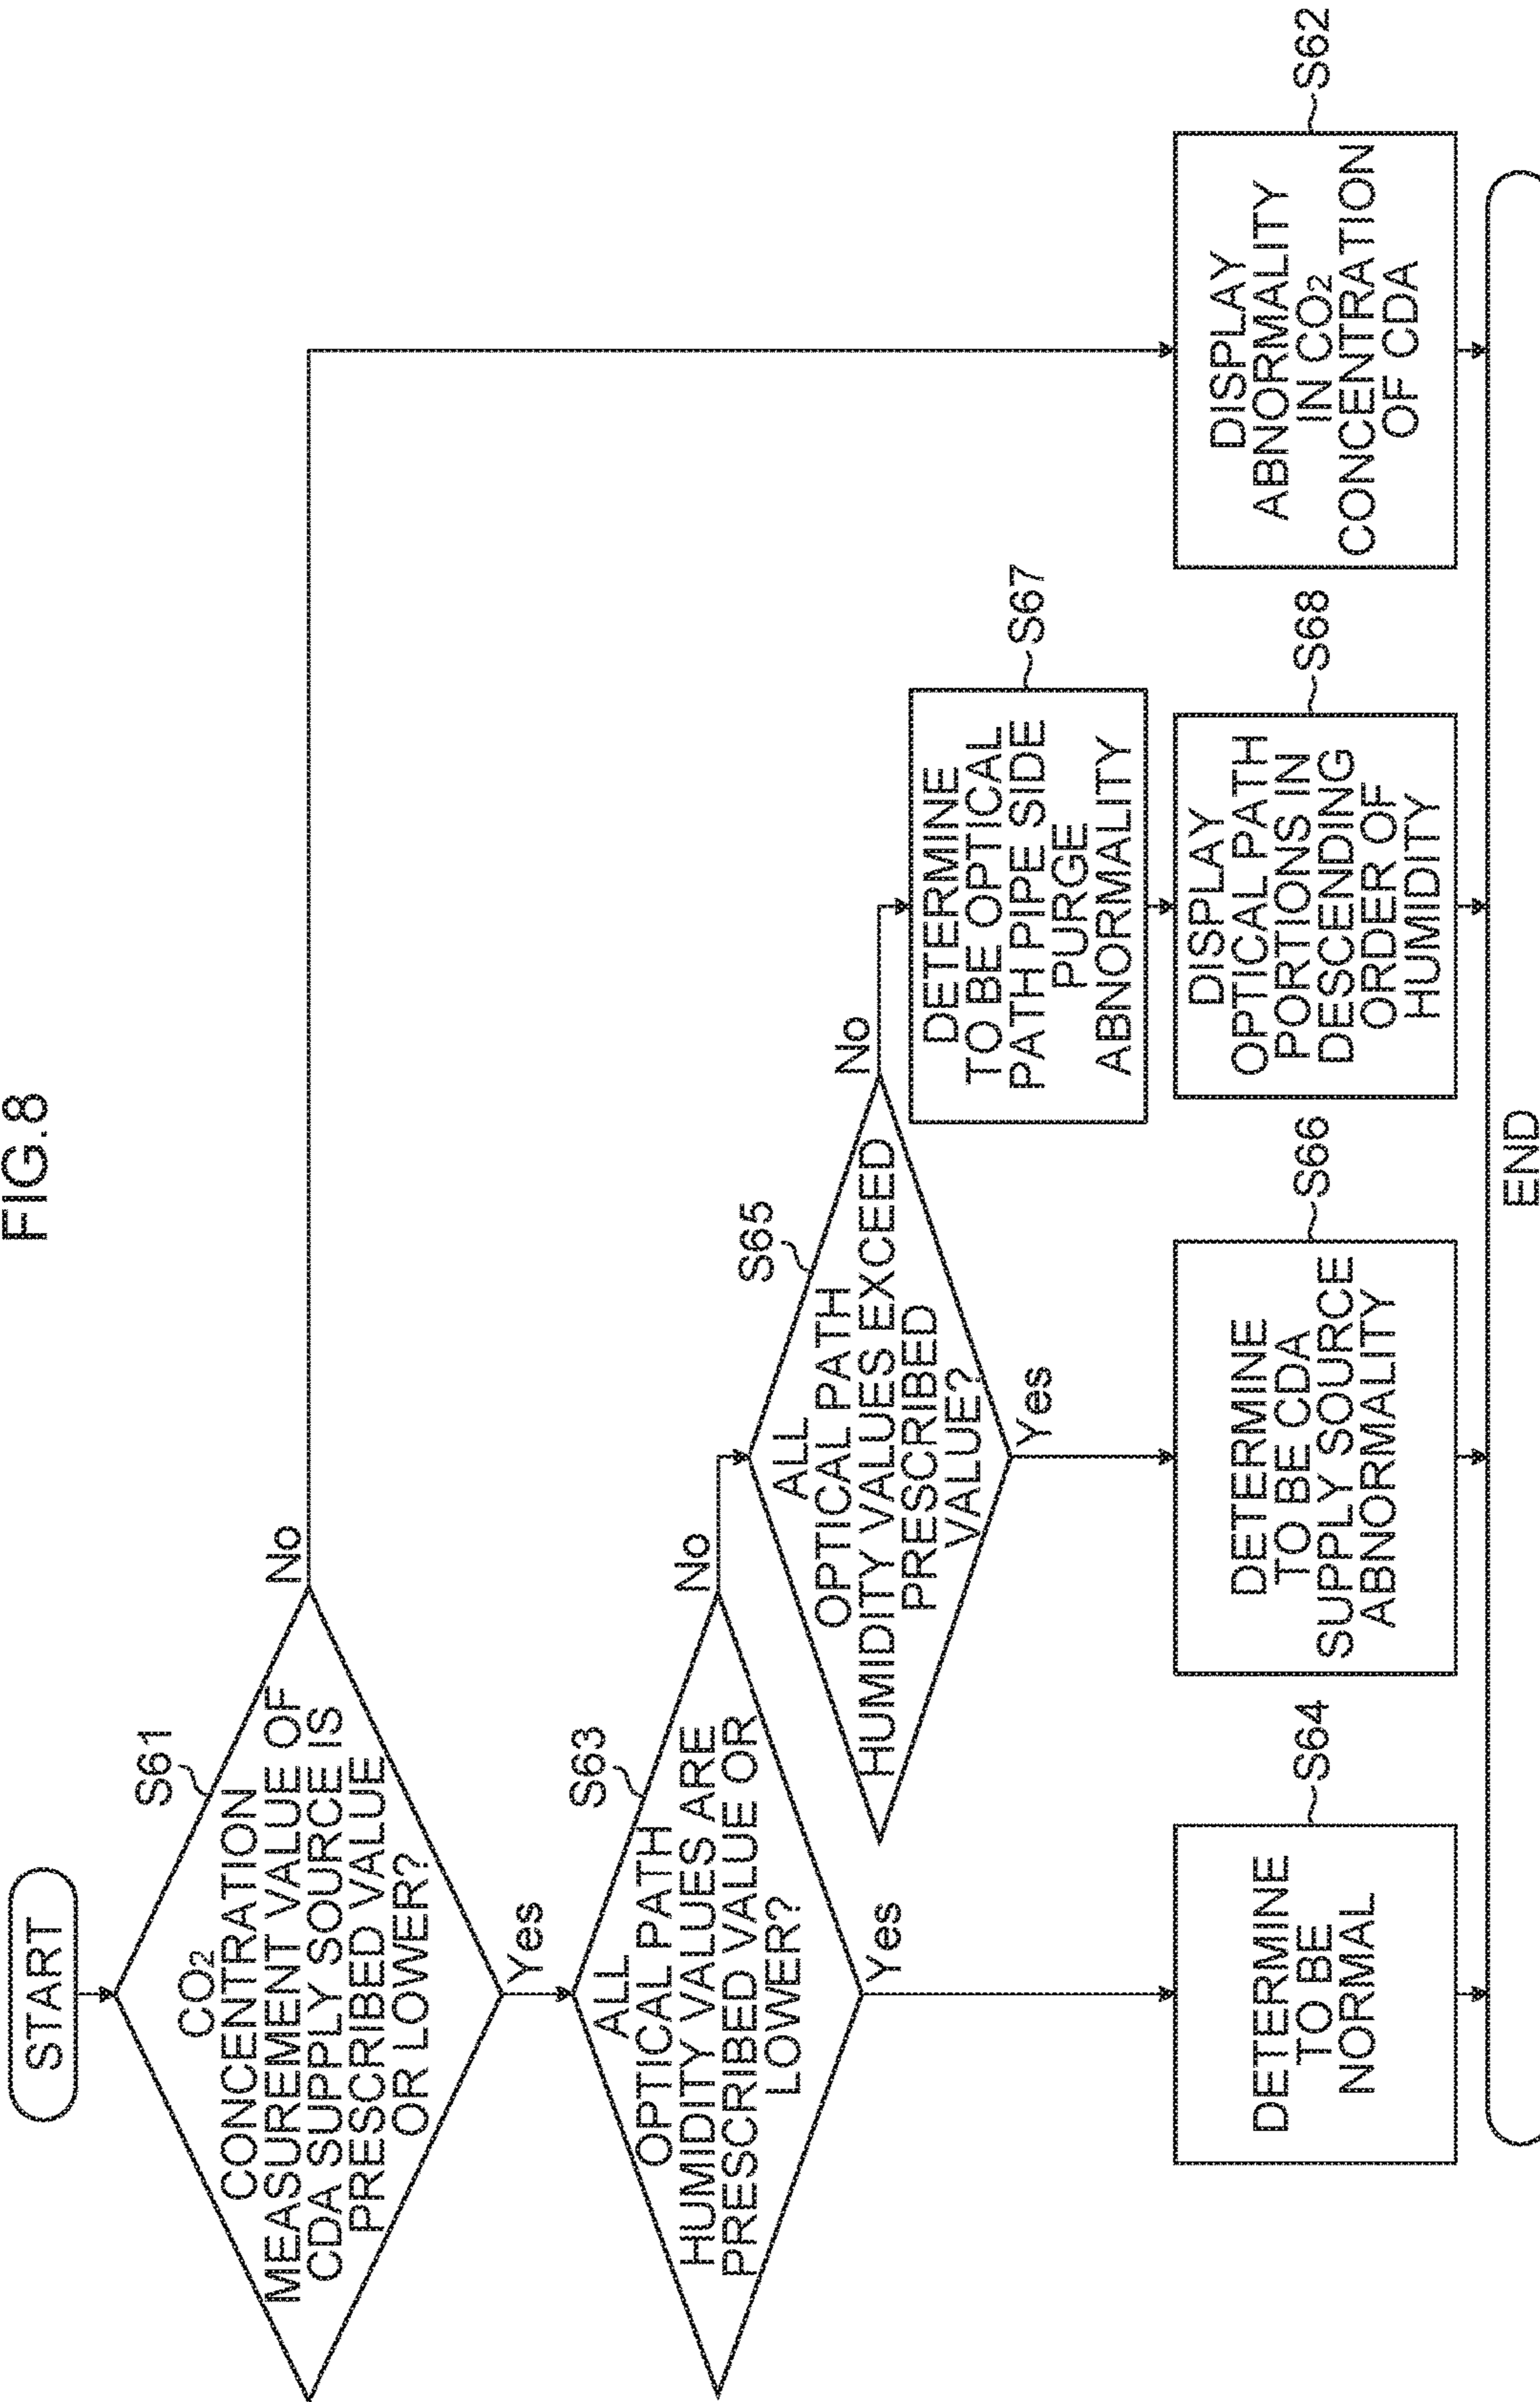 FIG.8
START
S61
CO2
CONCENTRATION
MEASUREMENT VALUE OF
CDA SUPPLY SOURCE IS
PRESCRIBED VALUE
OR LOWER?
No
Yes
S63
ALL
OPTICAL PATH
HUMIDITY VALUES ARE
PRESCRIBED VALUE OR
LOWER?
No
Yes
S65
ALL
OPTICAL PATH
HUMIDITY VALUES EXCEED
PRESCRIBED
VALUE?
No
Yes
S67
DETERMINE
TO BE OPTICAL
PATH PIPE SIDE
PURGE
ABNORMALITY
S64
DETERMINE
TO BE
NORMAL
S66
DETERMINE
TO BE CDA
SUPPLY SOURCE
ABNORMALITY
S68
DISPLAY
OPTICAL PATH
PORTIONS IN
DESCENDING
ORDER OF
HUMIDITY
S62
DISPLAY
ABNORMALITY
IN CO2
CONCENTRATION
OF CDA
END